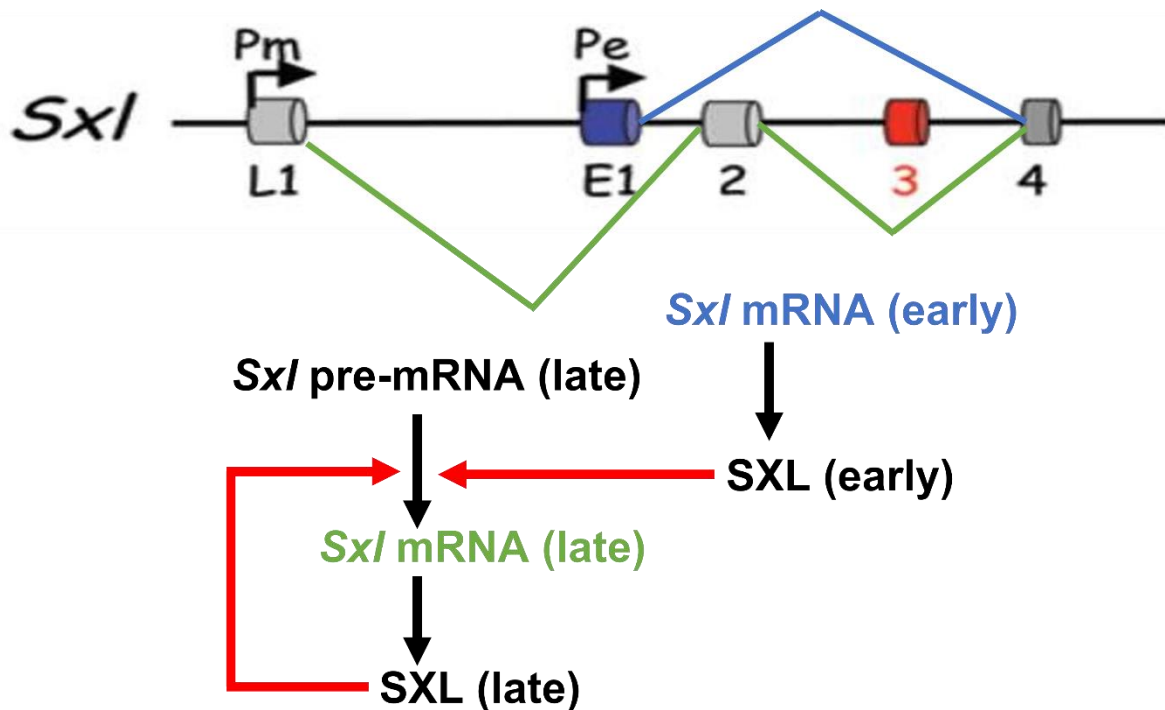 Pm Pe
Sxl
L1 E1 2 3 4
Sxl mRNA (early)
Sxl pre-mRNA (late)
SXL (early)
Sxl mRNA (late)
SXL (late)